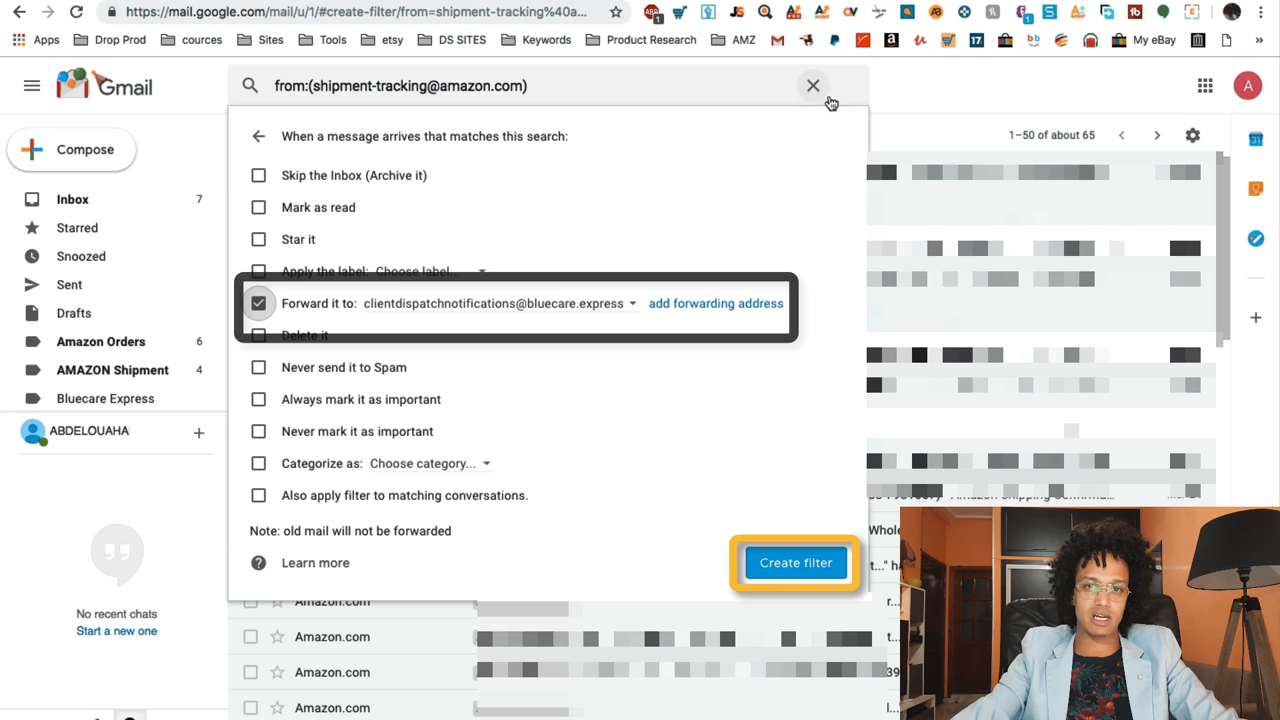 https://mail.google.com/mail/u/1/#create-filter/from=shipment-tracking%40a...
Apps
Drop Prod
cources
Sites
Tools
etsy
DS SITES
Keywords
Product Research
AMZ
My eBay
Gmail
from:(shipment-tracking@amazon.com)
A
Compose
When a message arrives that matches this search:
1–50 of about 65
Skip the Inbox (Archive it)
Inbox 7
Mark as read
Starred
Star it
Snoozed
Apply the label: Choose label...
Sent
Forward it to: clientdispatchnotifications@bluecare.express add forwarding address
Drafts
Delete it
Amazon Orders 6
Never send it to Spam
AMAZON Shipment 4
Always mark it as important
Bluecare Express
Never mark it as important
ABDELOUAHA
Categorize as: Choose category...
Also apply filter to matching conversations.
Note: old mail will not be forwarded
Whole
Create filter
Learn more
No recent chats
Start a new one
Amazon.com
Amazon.com
Amazon.com
Amazon.com